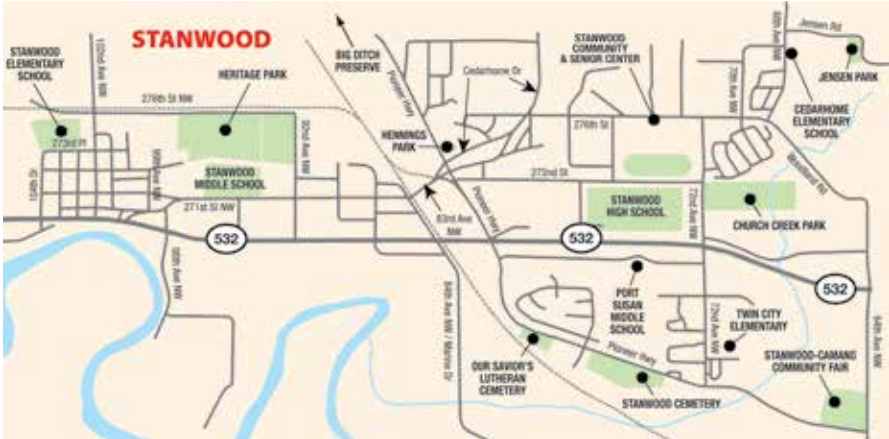 STANWOOD
STANWOOD
ELEMENTARY
SCHOOL
102nd Ave NW
HERITAGE PARK
BIG DITCH
PRESERVE
Pioneer Hwy
Cedarhome Dr
STANWOOD
COMMUNITY
& SENIOR CENTER
68th Ave NW
Jensen Rd
JENSEN PARK
70th Ave NW
CEDARHOME
ELEMENTARY
SCHOOL
276th St NW
276th St
HENNINGS
PARK
92nd Ave NW
273rd Pl
104th Dr
98th Ave NW
STANWOOD
MIDDLE SCHOOL
271st St NW
272nd St
Woodland Rd
83rd Ave
NW
Pioneer Hwy
STANWOOD
HIGH SCHOOL
72nd Ave NW
CHURCH CREEK PARK
532
532
532
98th Ave NW
84th Ave NW / Marine Dr
PORT
SUSAN
MIDDLE
SCHOOL
72nd Ave NW
TWIN CITY
ELEMENTARY
64th Ave NW
Pioneer Hwy
OUR SAVIOR'S
LUTHERAN
CEMETERY
STANWOOD CEMETERY
STANWOOD-CAMANO
COMMUNITY FAIR